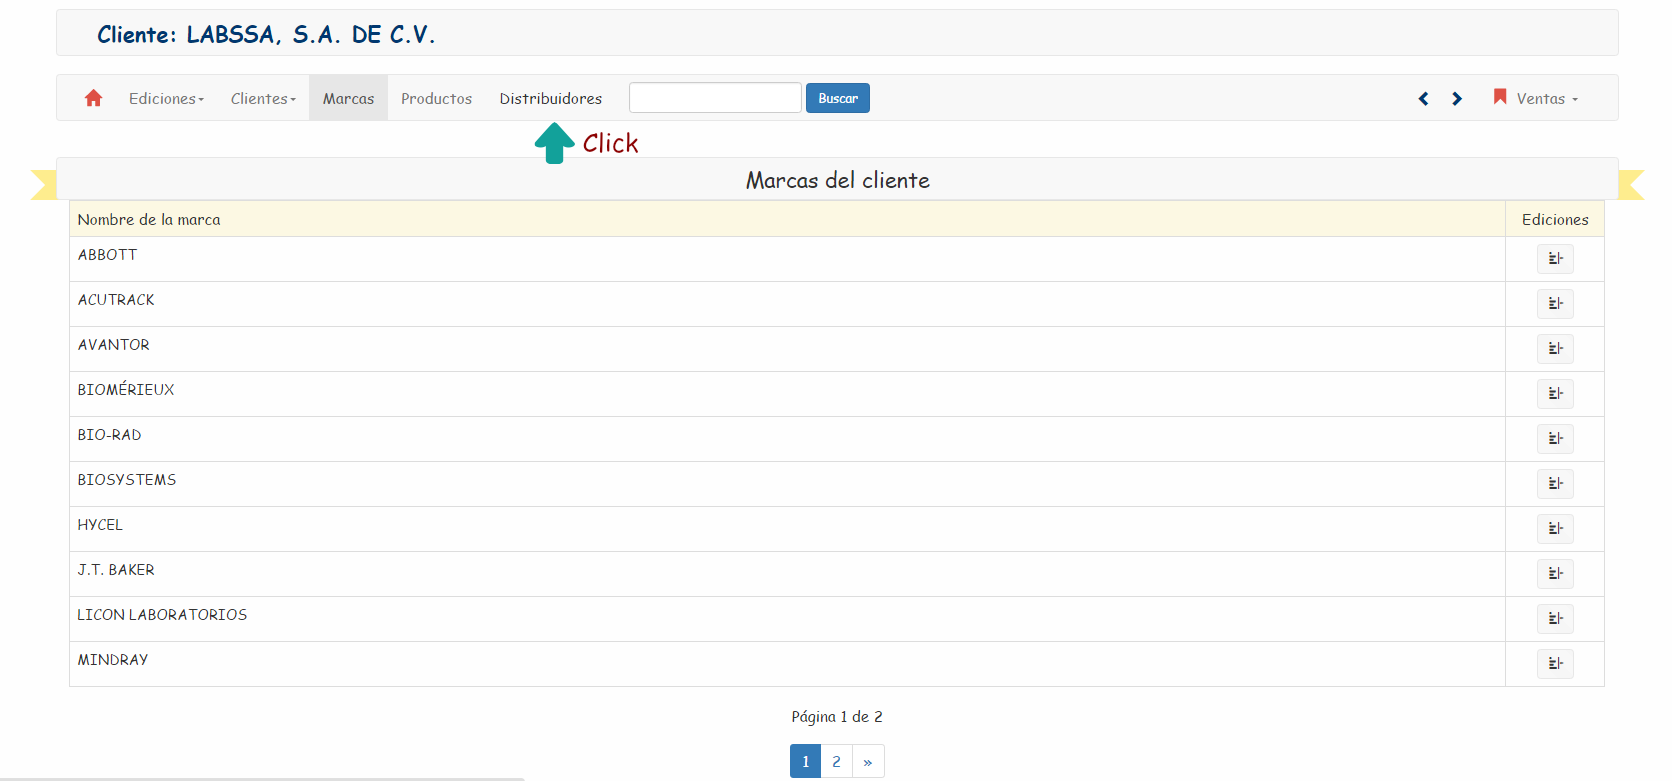 Cliente: LABSSA, S.A. DE C.V.
Ediciones Clientes Marcas Productos Distribuidores Buscar Ventas
Click
Marcas del cliente
Nombre de la marca Ediciones
ABBOTT
ACUTRACK
AVANTOR
BIOMÉRIEUX
BIO-RAD
BIOSYSTEMS
HYCEL
J.T. BAKER
LICON LABORATORIOS
MINDRAY
Página 1 de 2
1 2 »